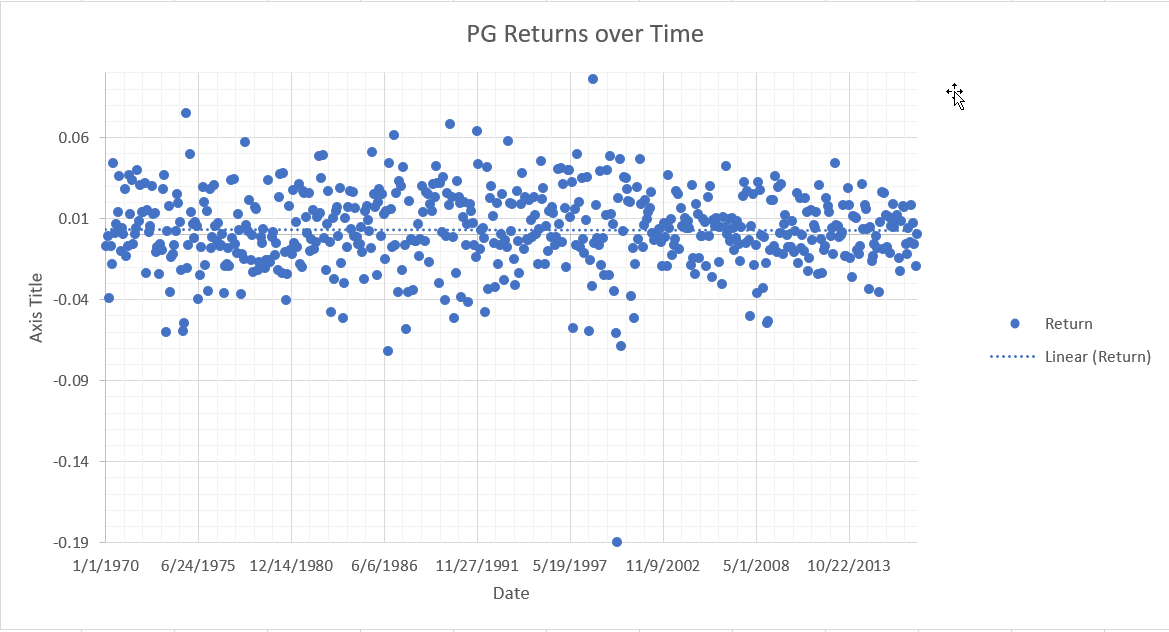 PG Returns over Time
0.06
0.01
-0.04
-0.09
-0.14
-0.19
Axis Title
1/1/1970 6/24/1975 12/14/1980 6/6/1986 11/27/1991 5/19/1997 11/9/2002 5/1/2008 10/22/2013
Date
Return
Linear (Return)